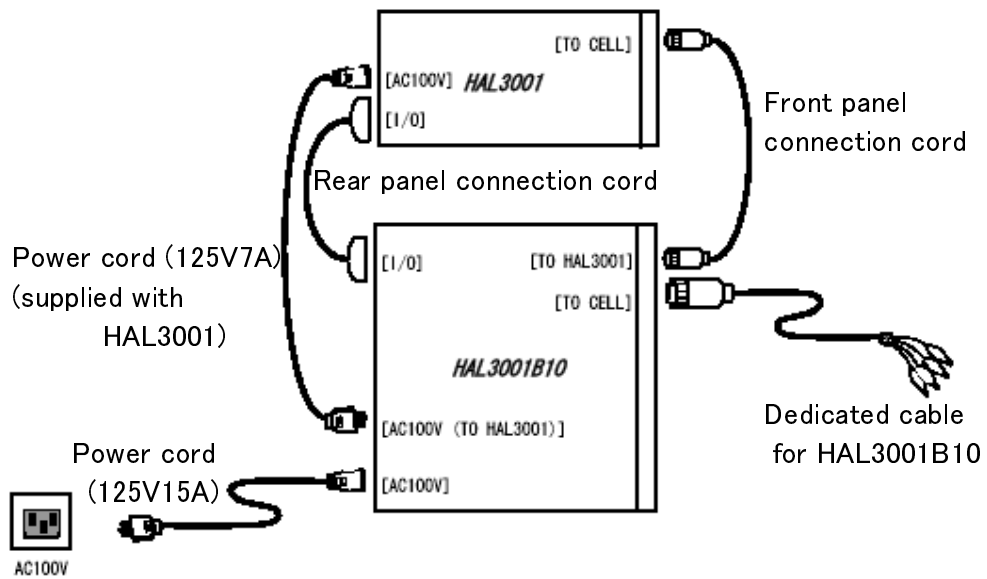 [TO CELL]
[AC100V] HAL3001
[I/O]
Front panel
connection cord
Rear panel connection cord
Power cord (125V7A)
(supplied with
HAL3001)
[I/O]
[TO HAL3001]
[TO CELL]
HAL3001B10
[AC100V (TO HAL3001)]
[AC100V]
Dedicated cable
for HAL3001B10
Power cord
(125V15A)
AC100V